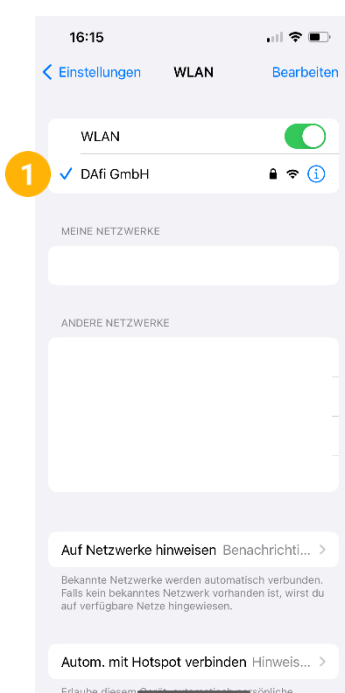 16:15
Einstellungen WLAN Bearbeiten
WLAN
1
DAfi GmbH
MEINE NETZWERKE
ANDERE NETZWERKE
Auf Netzwerke hinweisen Benachrichti...
Bekannte Netzwerke werden automatisch verbunden.
Falls kein bekanntes Netzwerk vorhanden ist, wirst du
auf verfügbare Netze hingewiesen.
Autom. mit Hotspot verbinden Hinweis...
Erlaube diesem